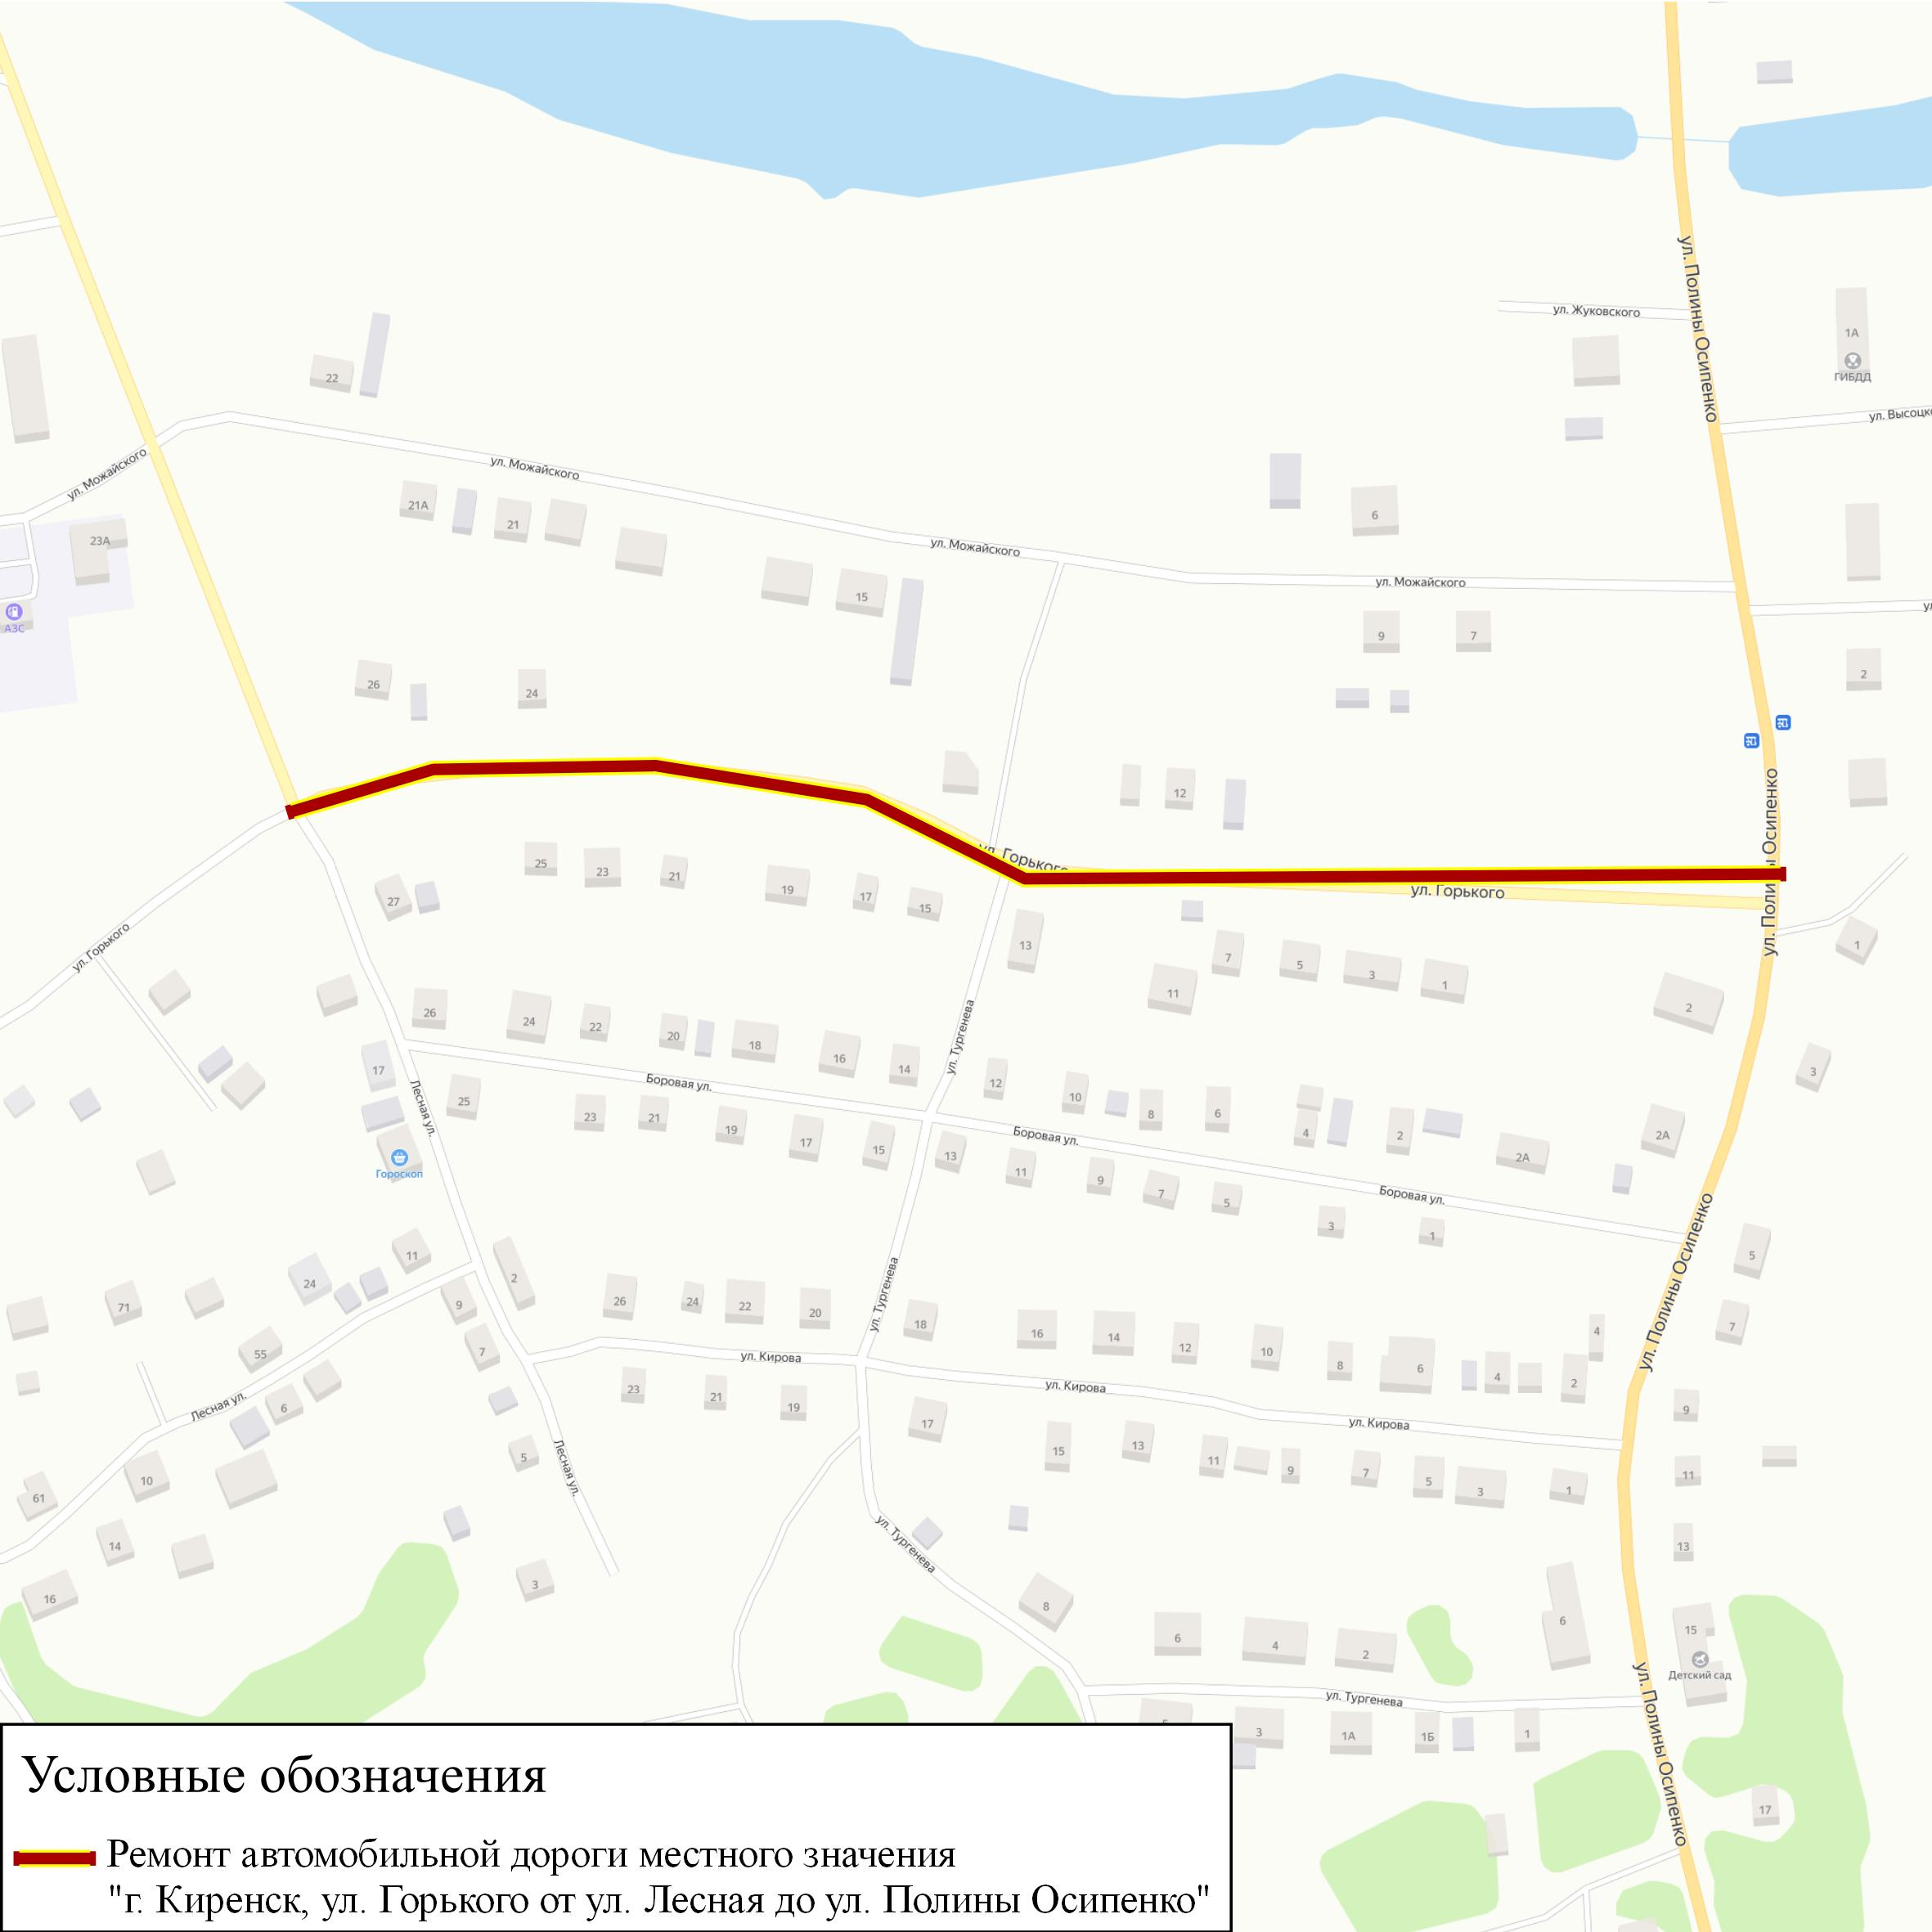 ул. Полины Осипенко
ул. Жуковского
1А
ГИБДД
22
ул. Можайского
ул. Можайского
21А
21
6
23А
ул. Можайского
ул. Можайского
15
АЗС
9
7
2
26
24
12
ул. Полины Осипенко
ул. Горького
ул. Горького
25
23
21
19
17
15
27
ул. Горького
13
7
5
3
1
11
1
2
26
24
22
20
18
16
14
12
10
8
6
4
2
2А
2А
3
ул. Тургенева
17
25
Боровая ул.
Лесная ул.
23
21
19
17
15
13
Боровая ул.
11
9
7
5
3
1
Боровая ул.
Гороскоп
11
2
5
ул. Полины Осипенко
24
71
9
26
24
22
20
18
16
14
12
10
8
6
4
2
4
7
ул. Тургенева
55
7
ул. Кирова
ул. Кирова
ул. Кирова
23
21
19
17
15
13
11
9
7
5
3
1
9
11
13
Лесная ул.
6
5
Лесная ул.
10
61
14
16
3
ул. Тургенева
8
6
4
2
6
15
Детский сад
ул. Тургенева
3
1А
1Б
1
ул. Полины Осипенко
17
Условные обозначения
Ремонт автомобильной дороги местного значения
"г. Киренск, ул. Горького от ул. Лесная до ул. Полины Осипенко"